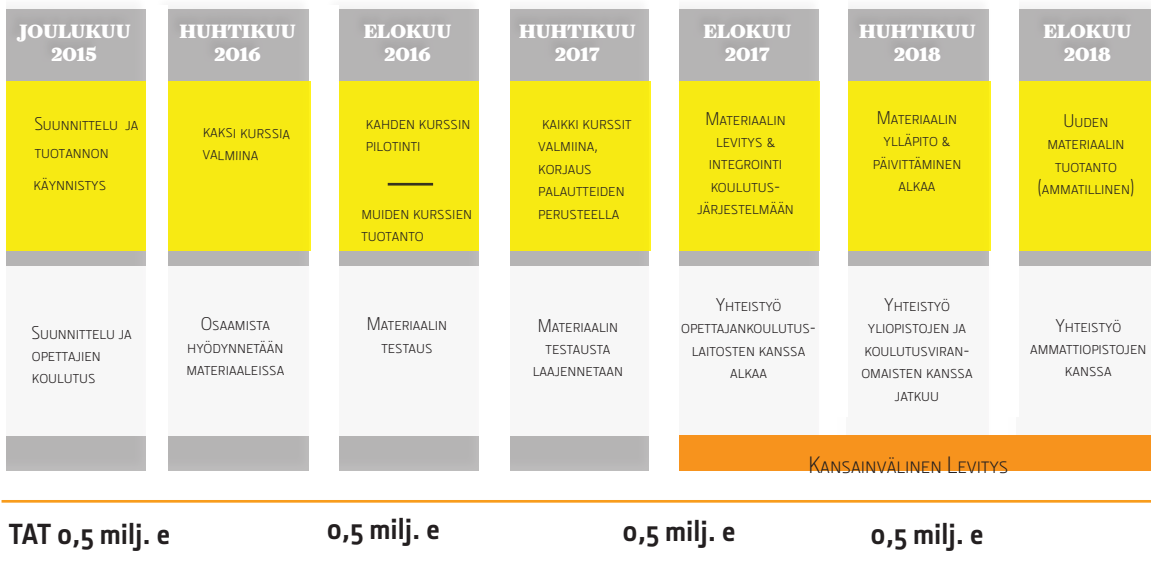 JOULUKUU
2015
HUHTIKUU
2016
ELOKUU
2016
HUHTIKUU
2017
ELOKUU
2017
HUHTIKUU
2018
ELOKUU
2018
Suunnittelu ja
tuotannon
käynnistys
kaksi kurssia
valmiina
kahden kurssin
pilotinti
muiden kurssien
tuotanto
kaikki kurssit
valmiina,
korjaus
palautteiden
perusteella
Materiaalin
levitys &
integrointi
koulutus-
järjestelmään
Materiaalin
ylläpito &
päivittäminen
alkaa
Uuden
materiaalin
tuotanto
(ammatillinen)
Suunnittelu ja
opettajien
koulutus
Osaamista
hyödynnetään
materiaaleissa
Materiaalin
testaus
Materiaalin
testausta
laajennetaan
Yhteistyö
opettajankoulutus-
laitosten kanssa
alkaa
Yhteistyö
yliopistojen ja
koulutusviran-
omaisten kanssa
jatkuu
Yhteistyö
ammattiopistojen
kanssa
Kansainvälinen Levitys
TAT 0,5 milj. e
0,5 milj. e
0,5 milj. e
0,5 milj. e